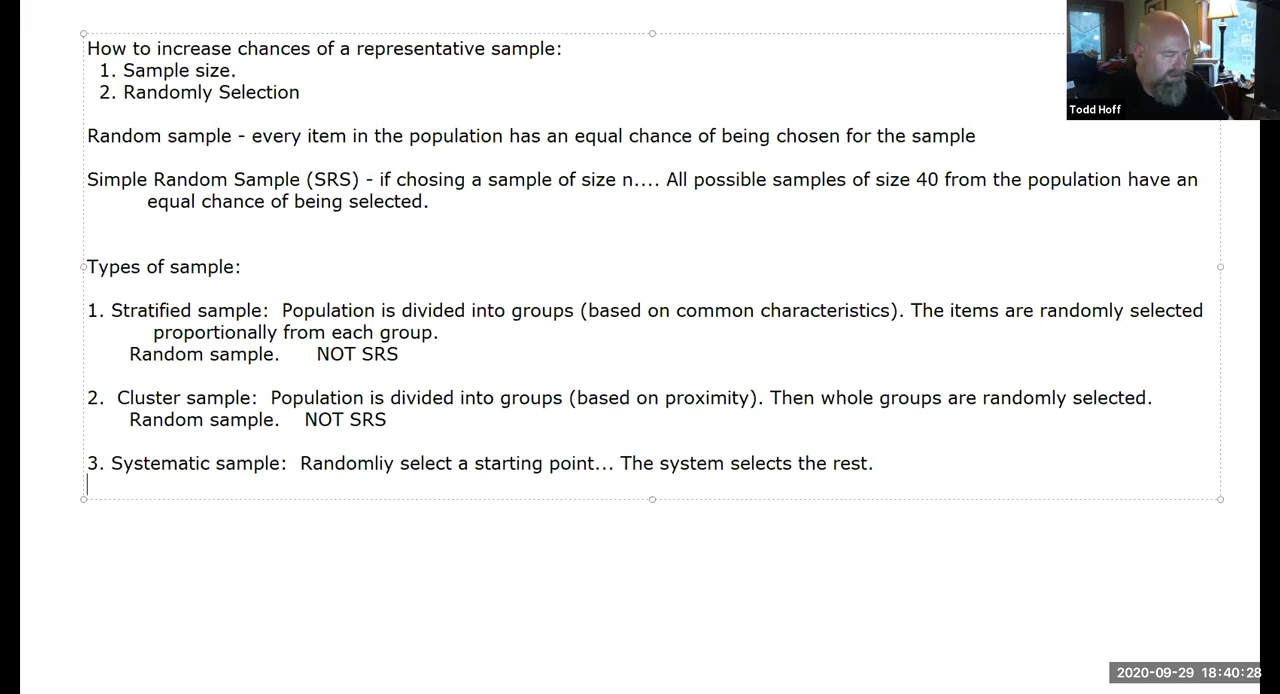 How to increase chances of a representative sample:
1. Sample size.
2. Randomly Selection
Random sample - every item in the population has an equal chance of being chosen for the sample
Simple Random Sample (SRS) - if chosing a sample of size n.... All possible samples of size 40 from the population have an
equal chance of being selected.
Types of sample:
1. Stratified sample:  Population is divided into groups (based on common characteristics). The items are randomly selected
proportionally from each group.
Random sample.      NOT SRS
2.  Cluster sample:  Population is divided into groups (based on proximity). Then whole groups are randomly selected.
Random sample.    NOT SRS
3. Systematic sample:  Randomliy select a starting point... The system selects the rest.
Todd Hoff
2020-09-29 18:40:28